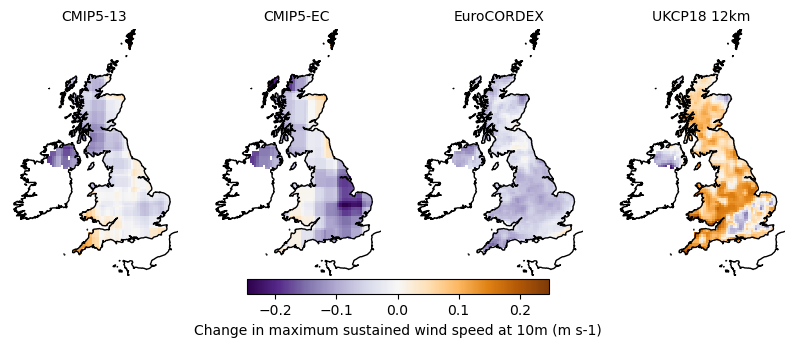 CMIP5-13 CMIP5-EC EuroCORDEX UKCP18 12km
−0.2 −0.1 0.0 0.1 0.2
Change in maximum sustained wind speed at 10m (m s-1)